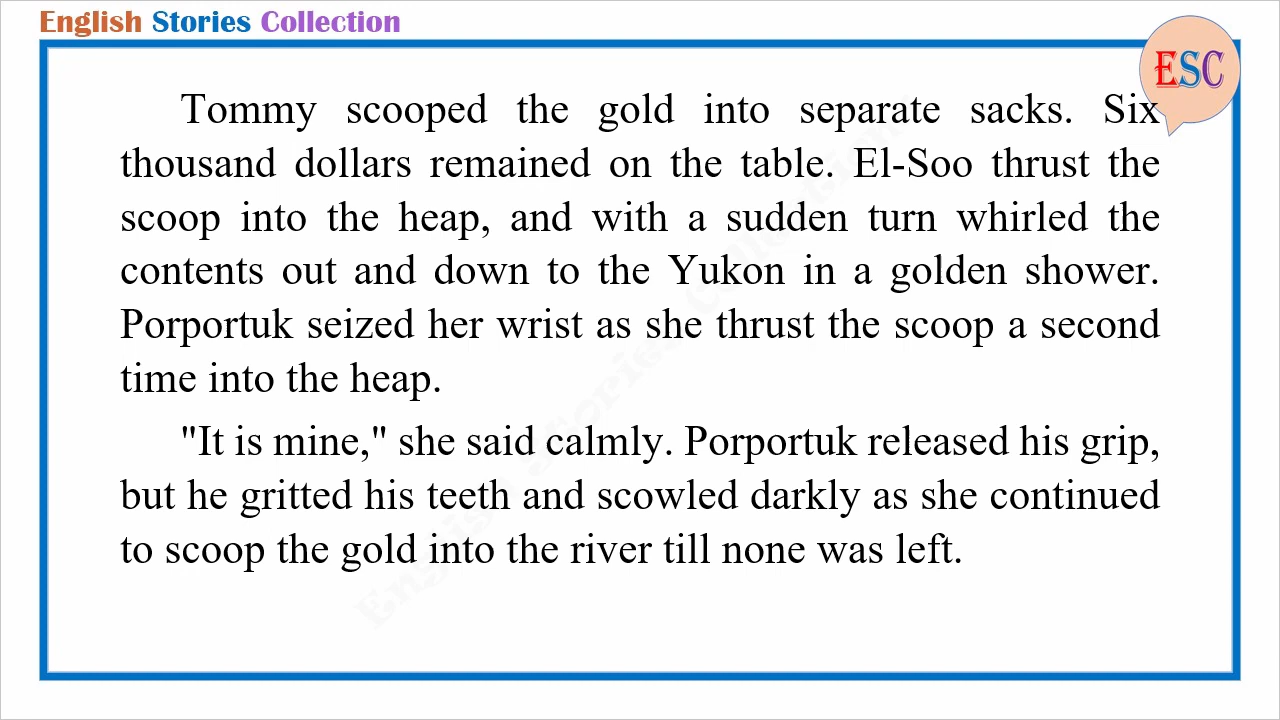 English Stories Collection
ESC
Tommy scooped the gold into separate sacks. Six
thousand dollars remained on the table. El-Soo thrust the
scoop into the heap, and with a sudden turn whirled the
contents out and down to the Yukon in a golden shower.
Porportuk seized her wrist as she thrust the scoop a second
time into the heap.
"It is mine," she said calmly. Porportuk released his grip,
but he gritted his teeth and scowled darkly as she continued
to scoop the gold into the river till none was left.
English Stories Collection